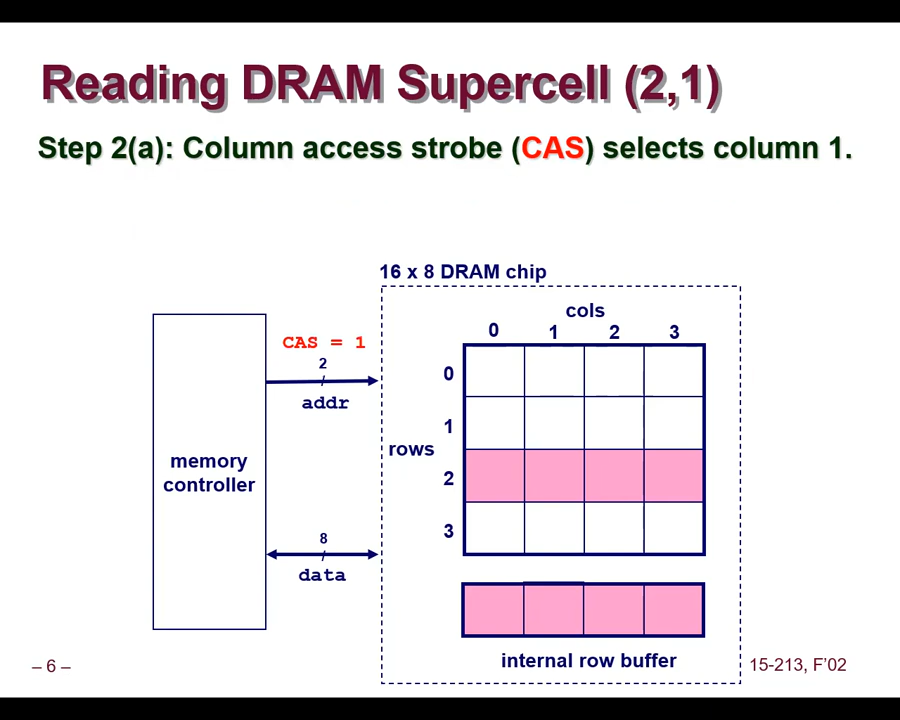 Reading DRAM Supercell (2,1)
Step 2(a): Column access strobe (CAS) selects column 1.
16 x 8 DRAM chip
cols
0 1 2 3
CAS = 1
2
addr
0
1
rows
2
3
memory
controller
8
data
internal row buffer
– 6 –
15-213, F’02